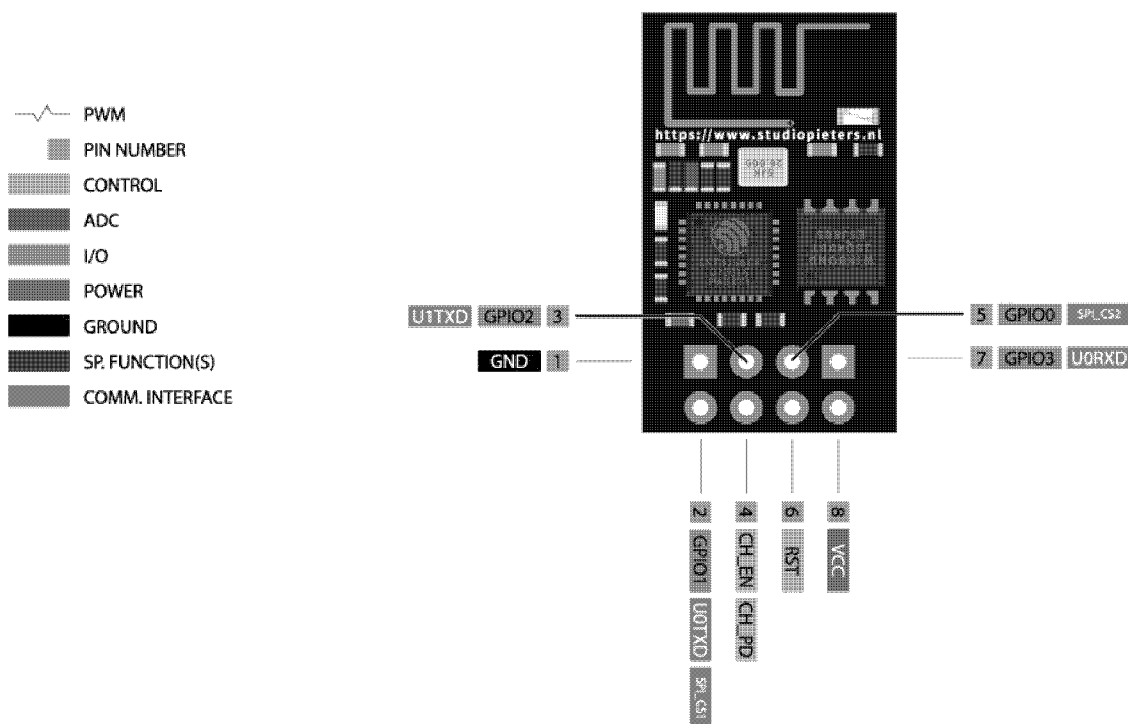 PWM
PIN NUMBER
CONTROL
ADC
I/O
POWER
GROUND
SP. FUNCTION(S)
COMM. INTERFACE
https://www.studiopieters.nl
U1TXD GPIO2 3
GND 1
5 GPIO0 SPI_CS2
7 GPIO3 U0RXD
2 GPIO1 U0TXD SPI_CS1
4 CH_EN CH_PD
6 RST
8 VCC